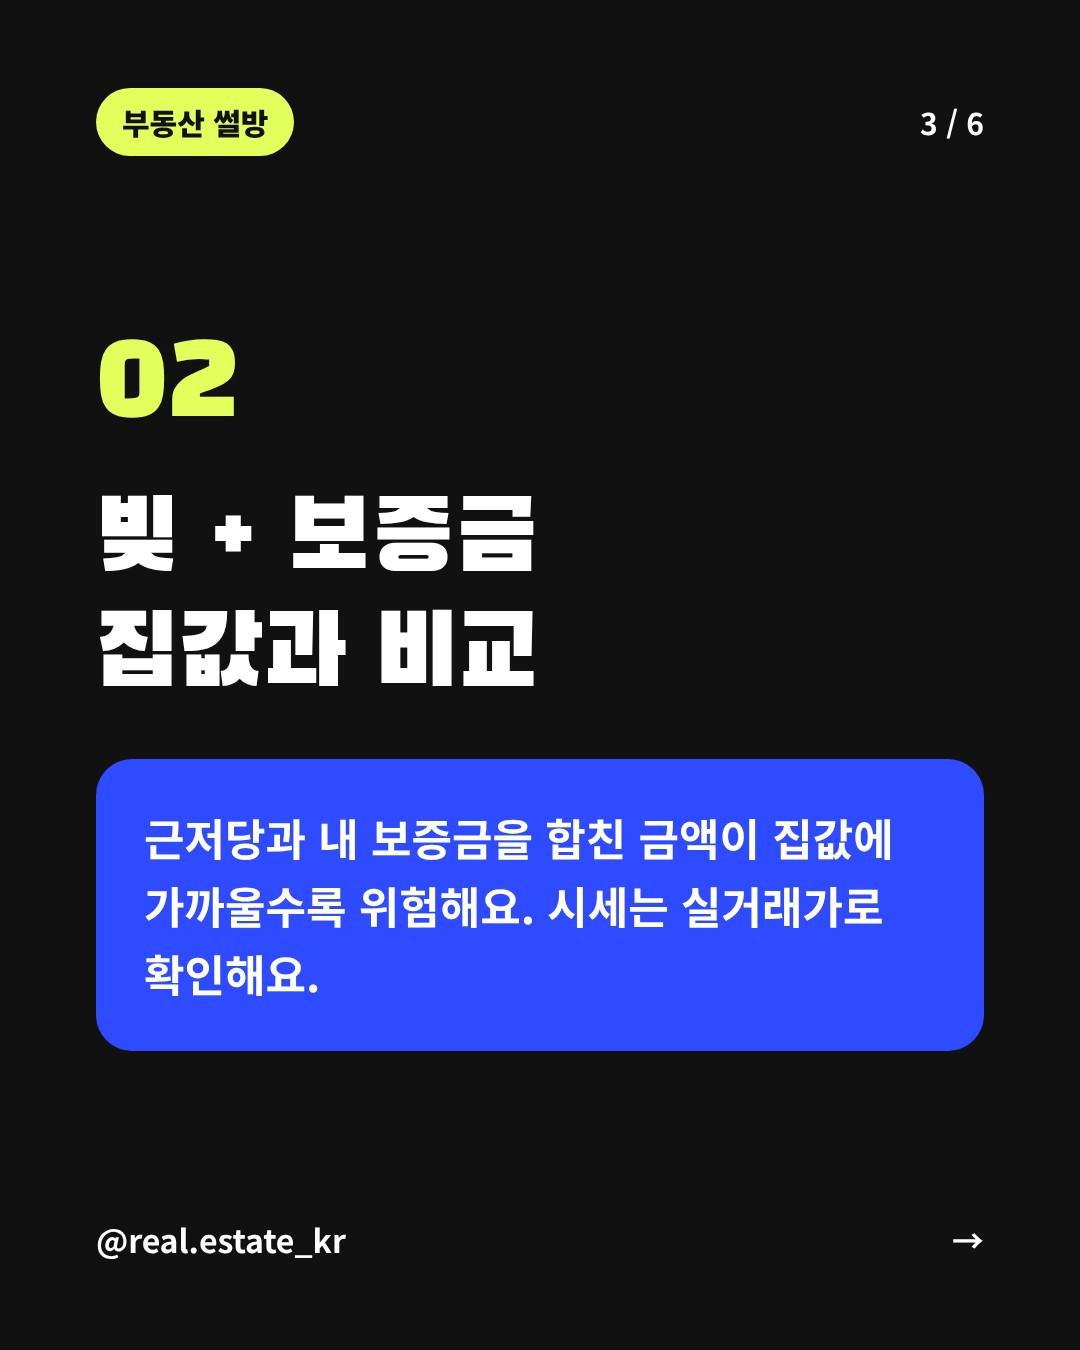 부동산 썰방
3 / 6
02
빚 + 보증금
집값과 비교
근저당과 내 보증금을 합친 금액이 집값에
가까울수록 위험해요. 시세는 실거래가로
확인해요.
@real.estate_kr
→